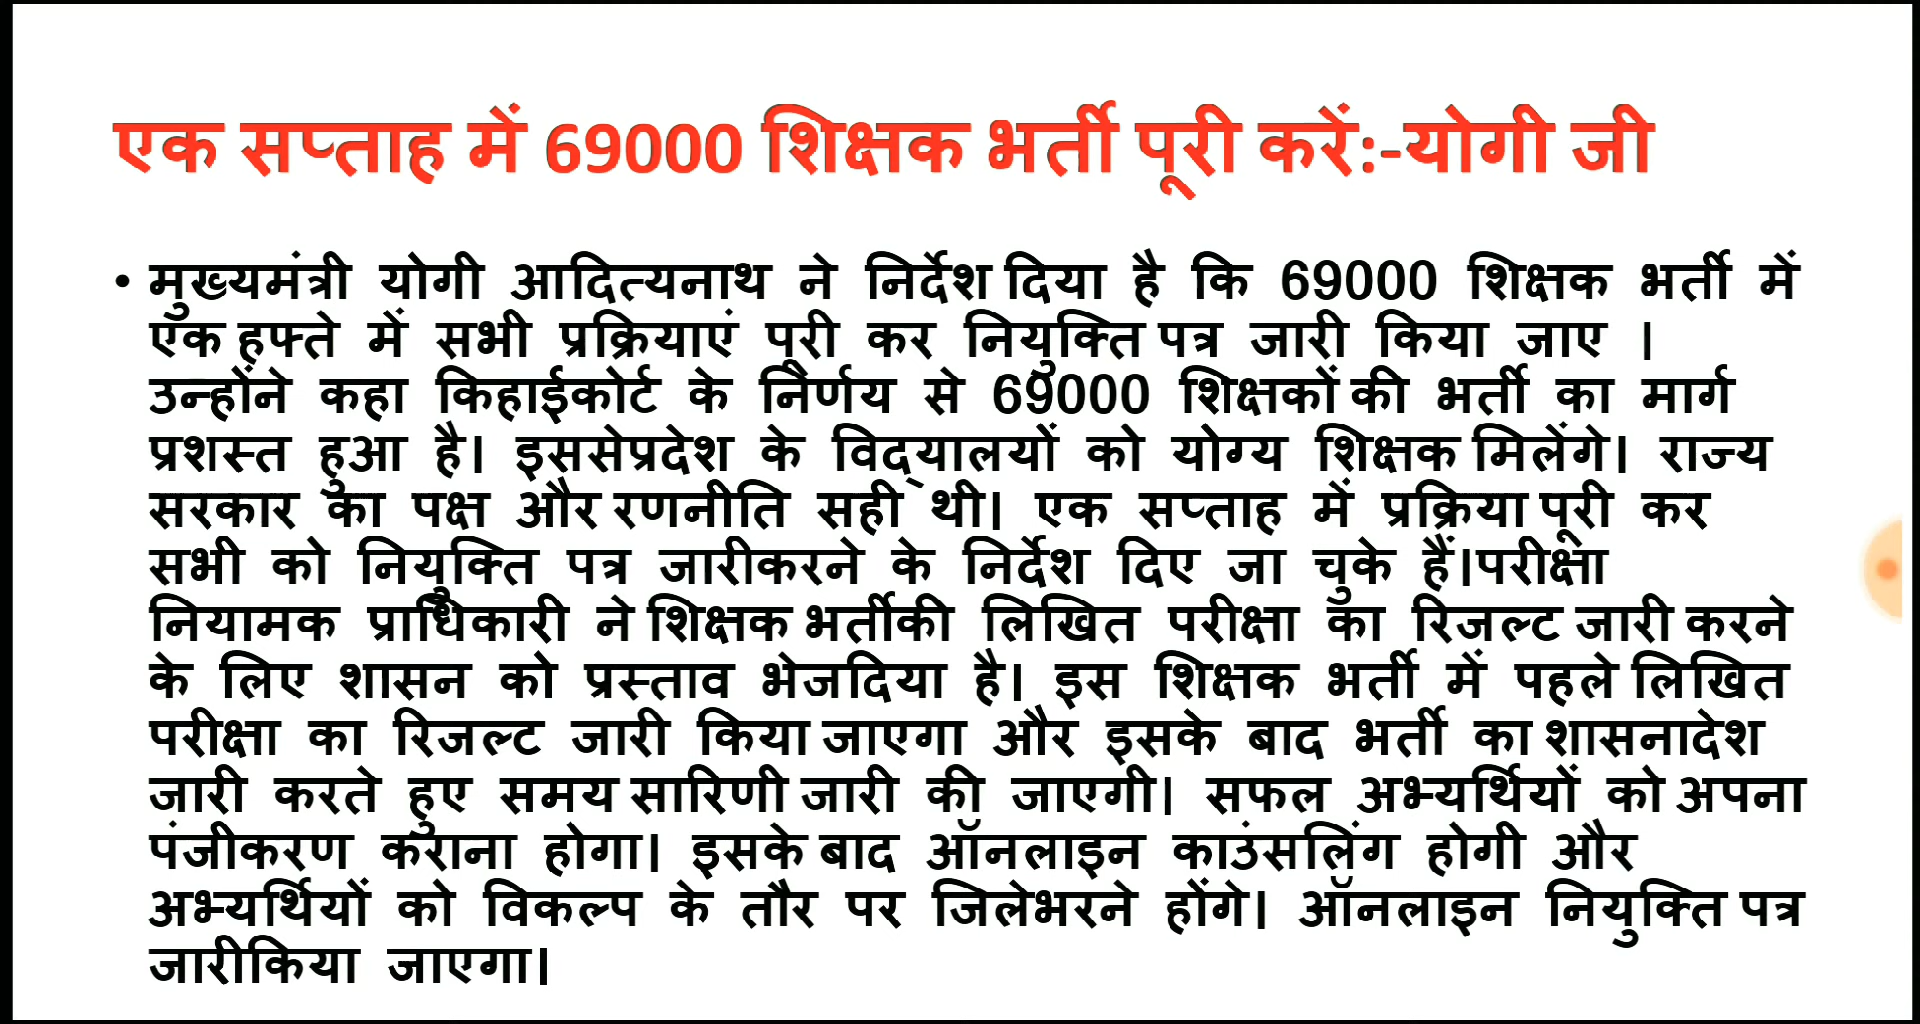 एक सप्ताह में 69000 शिक्षक भर्ती पूरी करें:-योगी जी
• मुख्यमंत्री योगी आदित्यनाथ ने निर्देश दिया है कि 69000 शिक्षक भर्ती में
एक हफ्ते में सभी प्रक्रियाएं पूरी कर नियुक्ति पत्र जारी किया जाए ।
उन्होंने कहा किहाईकोर्ट के निर्णय से 69000 शिक्षकों की भर्ती का मार्ग
प्रशस्त हुआ है। इससेप्रदेश के विद्यालयों को योग्य शिक्षक मिलेंगे। राज्य
सरकार का पक्ष और रणनीति सही थी। एक सप्ताह में प्रक्रिया पूरी कर
सभी को नियुक्ति पत्र जारीकरने के निर्देश दिए जा चुके हैं।परीक्षा
नियामक प्राधिकारी ने शिक्षक भर्तीकी लिखित परीक्षा का रिजल्ट जारी करने
के लिए शासन को प्रस्ताव भेजदिया है। इस शिक्षक भर्ती में पहले लिखित
परीक्षा का रिजल्ट जारी किया जाएगा और इसके बाद भर्ती का शासनादेश
जारी करते हुए समय सारिणी जारी की जाएगी। सफल अभ्यर्थियों को अपना
पंजीकरण कराना होगा। इसके बाद ऑनलाइन काउंसलिंग होगी और
अभ्यर्थियों को विकल्प के तौर पर जिलेभरने होंगे। ऑनलाइन नियुक्ति पत्र
जारीकिया जाएगा।